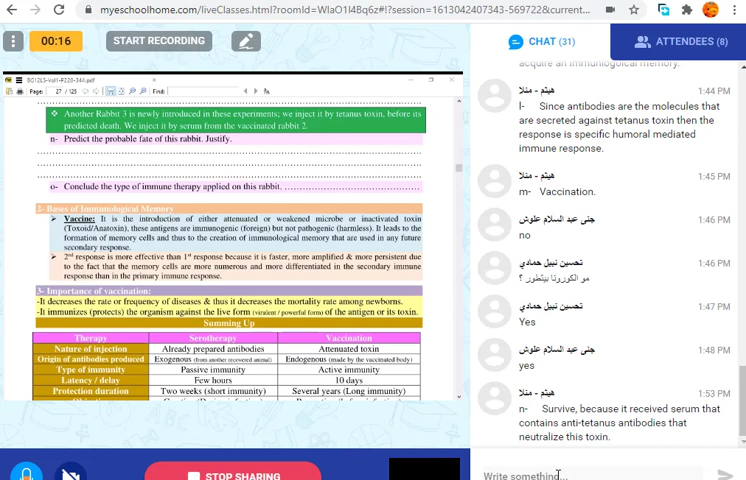 myeschoolhome.com/liveClasses.html?roomId=WlaO1I4Bq6z#!?session=1613042407343-569722&current...
00:16
START RECORDING
CHAT (31)
ATTENDEES (8)
BG12LS-Vol1-F220-344.pdf
27 / 125
Find:
❖ Another Rabbit 3 is newly introduced in these experiments; we inject it by tetanus toxin, before its
predicted death. We inject it by serum from the vaccinated rabbit 2.
n- Predict the probable fate of this rabbit. Justify.
o- Conclude the type of immune therapy applied on this rabbit.
2- Bases of Immunological Memory
➢ Vaccine: It is the introduction of either attenuated or weakened microbe or inactivated toxin
(Toxoid/Anatoxin), these antigens are immunogenic (foreign) but not pathogenic (harmless). It leads to the
formation of memory cells and thus to the creation of immunological memory that are used in any future
secondary response.
➢ 2nd response is more effective than 1st response because it is faster, more amplified & more persistent due
to the fact that the memory cells are more numerous and more differentiated in the secondary immune
response than in the primary immune response.
3- Importance of vaccination:
-It decreases the rate or frequency of diseases & thus it decreases the mortality rate among newborns.
-It immunizes (protects) the organism against the live form (virulent / powerful form) of the antigen or its toxin.
Summing Up
Therapy Serotherapy Vaccination
Nature of injection Already prepared antibodies Attenuated toxin
Origin of antibodies produced Exogenous (from another recovered animal) Endogenous (made by the vaccinated body)
Type of immunity Passive immunity Active immunity
Latency / delay Few hours 10 days
Protection duration Two weeks (short immunity) Several years (Long immunity)
acquire an immunological memory.
هيثم - منلا 1:44 PM
l- Since antibodies are the molecules that
are secreted against tetanus toxin then the
response is specific humoral mediated
immune response.
هيثم - منلا 1:45 PM
m- Vaccination.
جنى عبد السلام علوش 1:46 PM
no
تحسين نبيل حمادي 1:46 PM
مو الكورونا بيتطور ؟
تحسين نبيل حمادي 1:47 PM
Yes
جنى عبد السلام علوش 1:48 PM
yes
هيثم - منلا 1:53 PM
n- Survive, because it received serum that
contains anti-tetanus antibodies that
neutralize this toxin.
STOP SHARING
Write something...